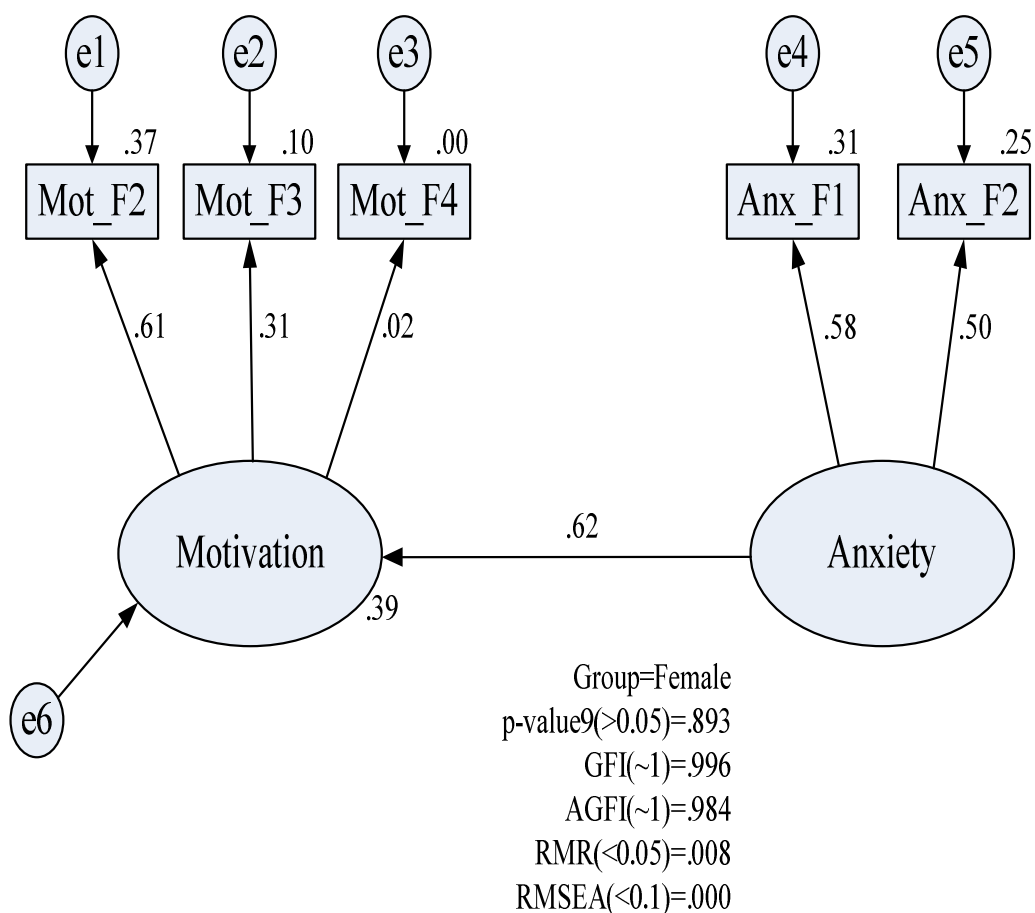 e1 e2 e3 e4 e5
.37 .10 .00 .31 .25
Mot_F2 Mot_F3 Mot_F4 Anx_F1 Anx_F2
.61 .31 .02 .58 .50
.62
Motivation Anxiety
.39
Group=Female
e6
p-value9(>0.05)=.893
GFI(~1)=.996
AGFI(~1)=.984
RMR(<0.05)=.008
RMSEA(<0.1)=.000